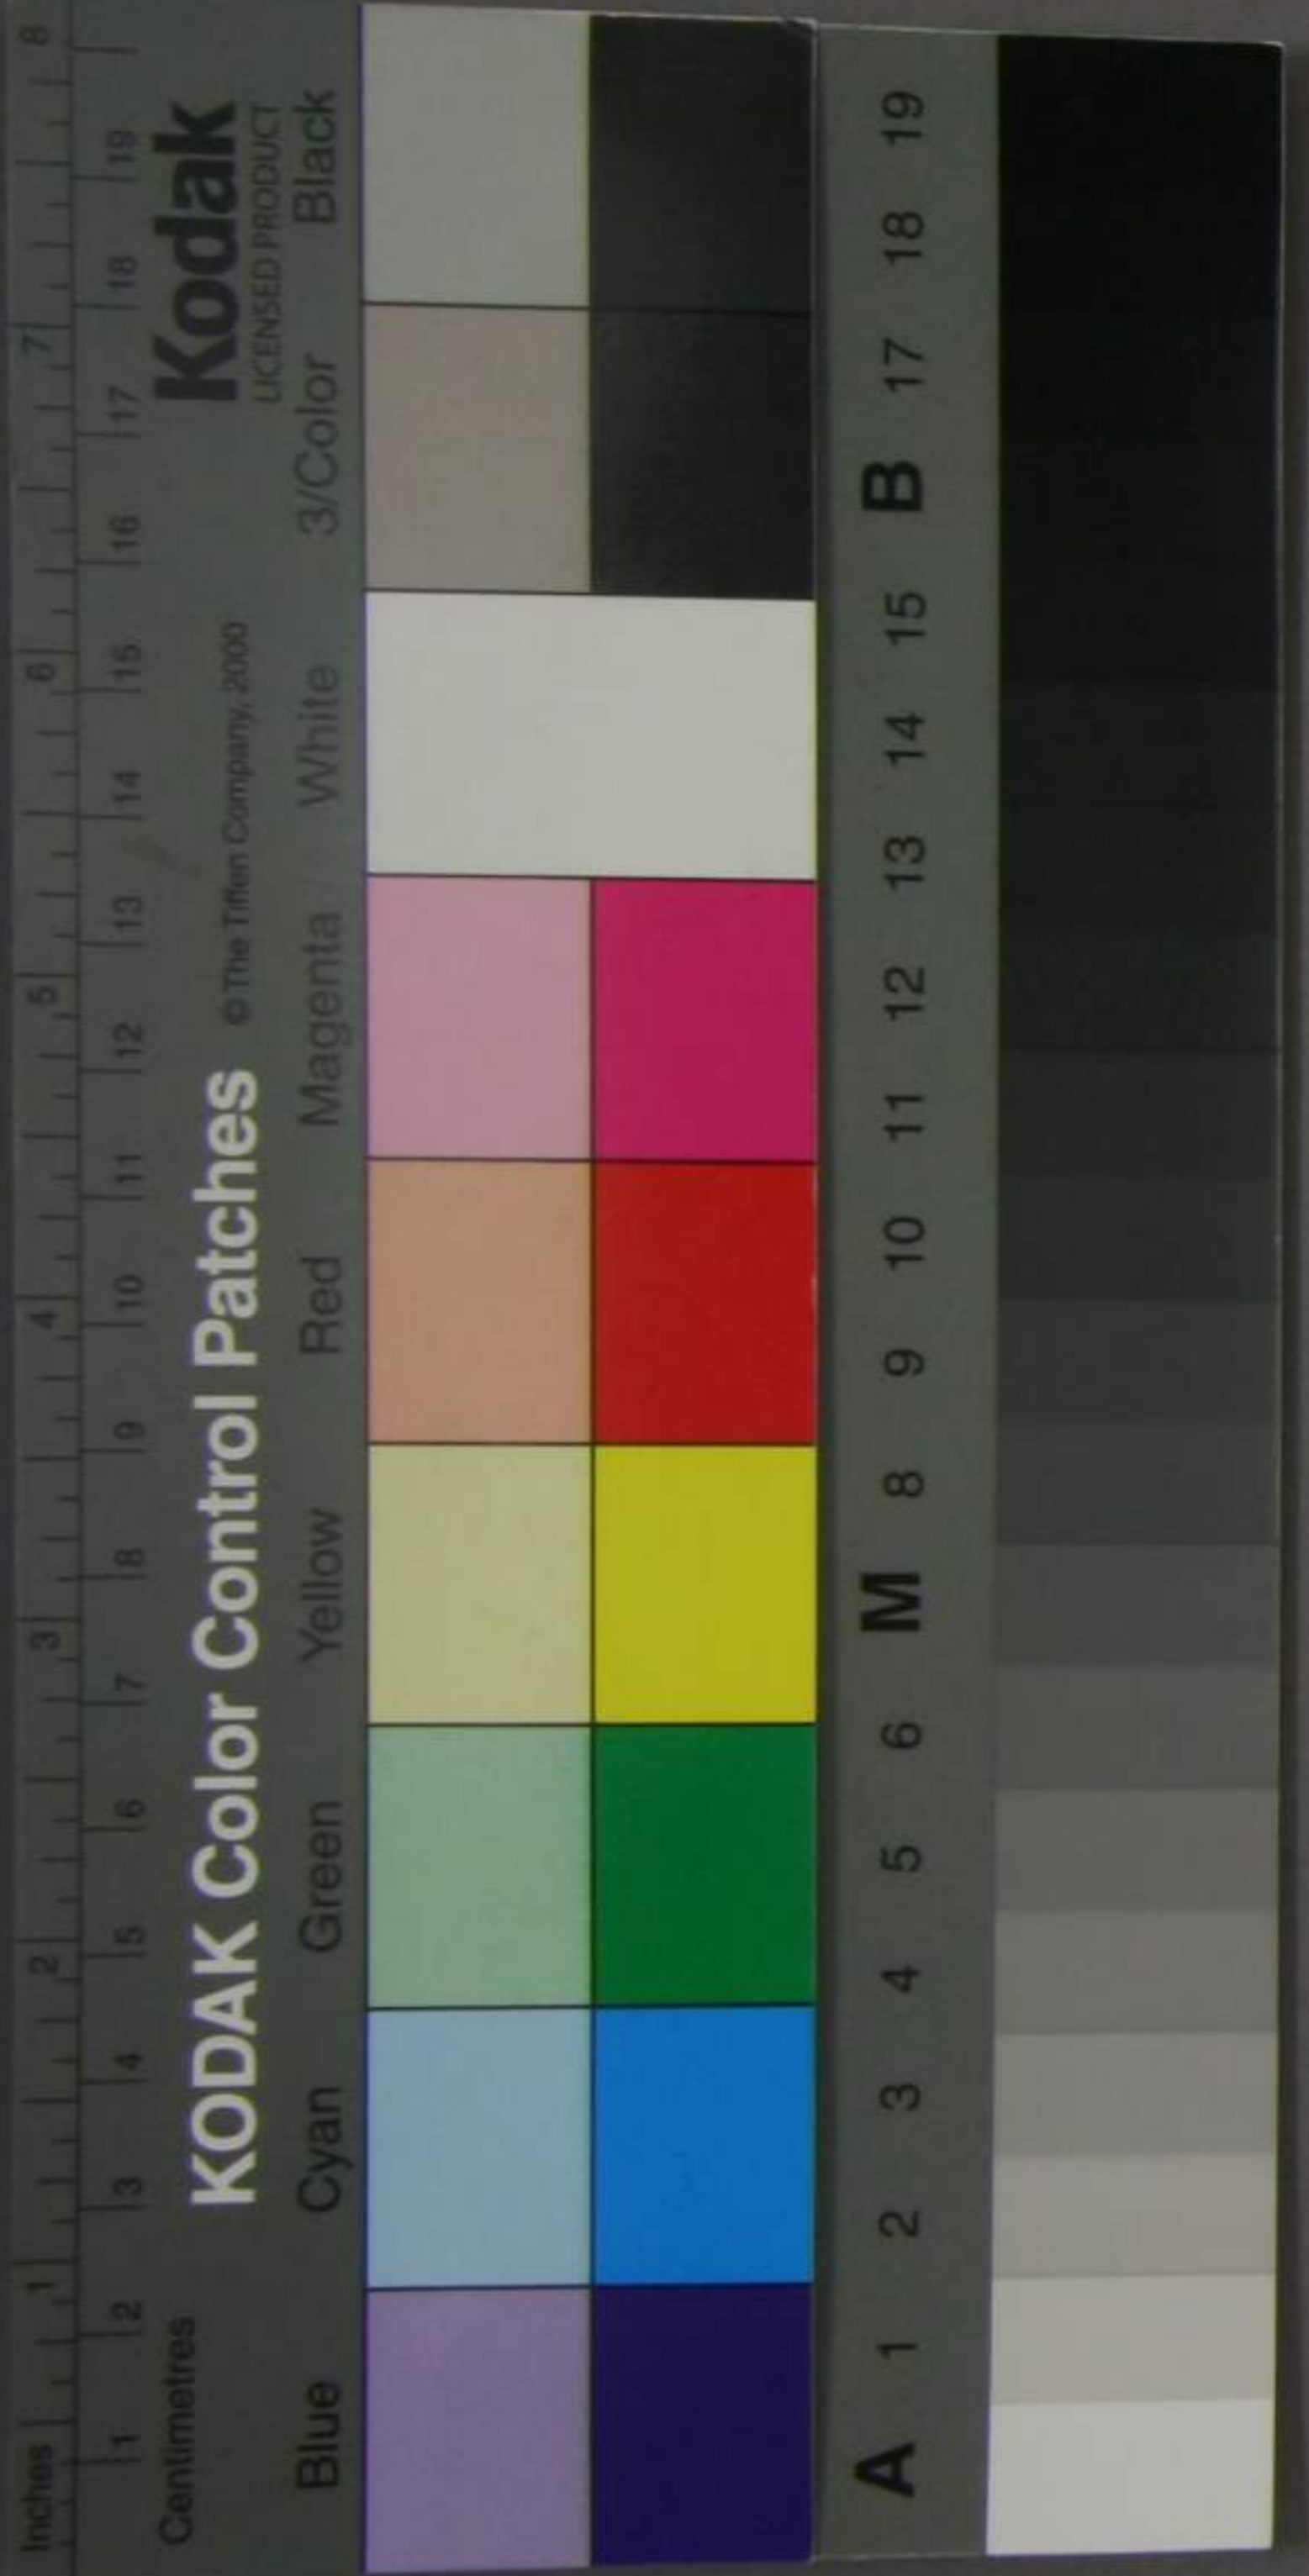 Inches 1 2 3 4 5 6 7 8
1 2 3 4 5 6 7 8 9 10 11 12 13 14 15 16 17 18 19
Centimetres
KODAK Color Control Patches © The Tiffen Company, 2000
Kodak
LICENSED PRODUCT
Blue Cyan Green Yellow Red Magenta White 3/Color Black
A 1 2 3 4 5 6 M 8 9 10 11 12 13 14 15 B 17 18 19